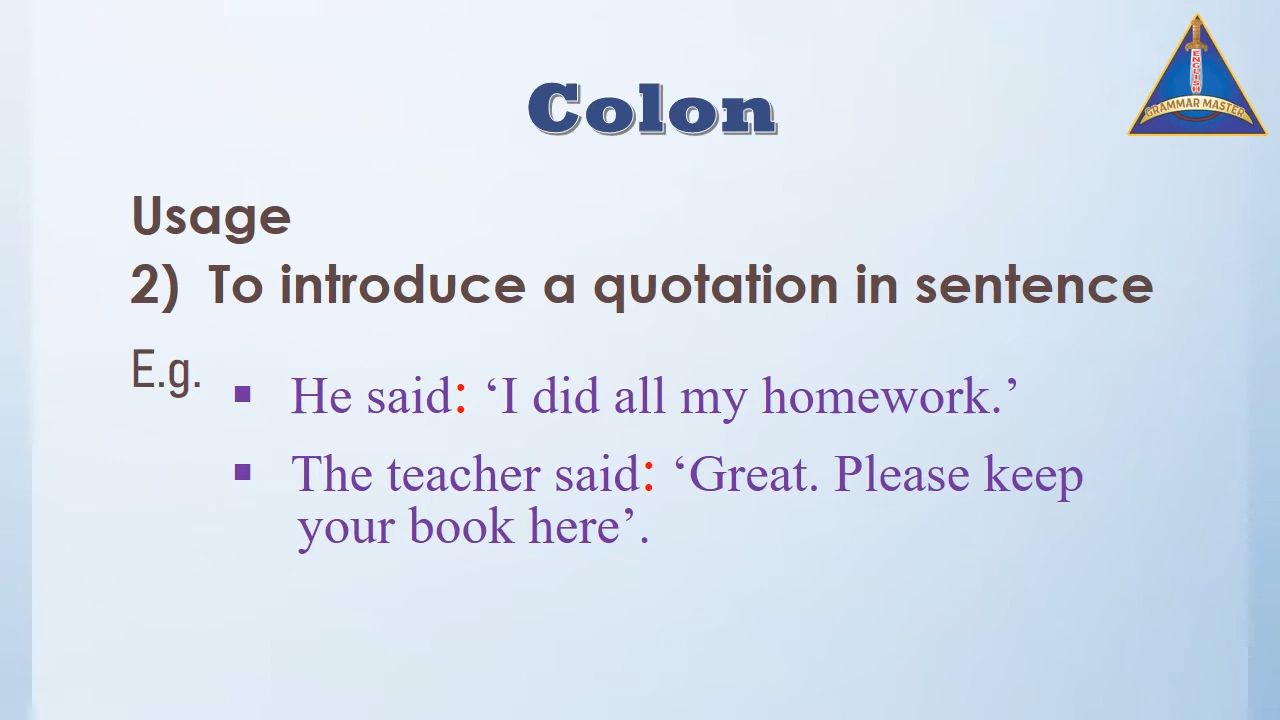 Colon
ENGLISH
GRAMMAR MASTER
Usage
2) To introduce a quotation in sentence
E.g.
▪ He said: ‘I did all my homework.’
▪ The teacher said: ‘Great. Please keep
your book here’.